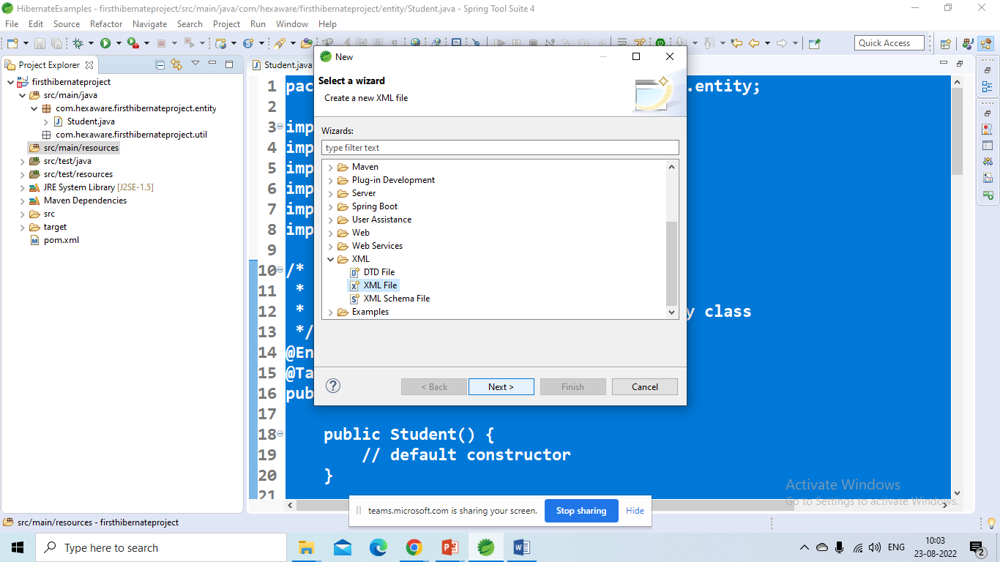 HibernateExamples - firsthibernateproject/src/main/java/com/hexaware/firsthibernateproject/entity/Student.java - Spring Tool Suite 4
File Edit Source Refactor Navigate Search Project Run Window Help
Quick Access
Project Explorer
firsthibernateproject
src/main/java
com.hexaware.firsthibernateproject.entity
Student.java
com.hexaware.firsthibernateproject.util
src/main/resources
src/test/java
src/test/resources
JRE System Library [J2SE-1.5]
Maven Dependencies
src
target
pom.xml
Student.java
1 pac .entity;
2
3 imp
4 imp
5 imp
6 imp
7 imp
8 imp
9
10 /*
11 *
12 * y class
13 */
14 @En
15 @Ta
16 pub
17
18 public Student() {
19 // default constructor
20 }
21
New
Select a wizard
Create a new XML file
Wizards:
type filter text
Maven
Plug-in Development
Server
Spring Boot
User Assistance
Web
Web Services
XML
DTD File
XML File
XML Schema File
Examples
< Back Next > Finish Cancel
Activate Windows
Go to Settings to activate Windows.
teams.microsoft.com is sharing your screen. Stop sharing Hide
src/main/resources - firsthibernateproject
Type here to search
ENG
10:03
23-08-2022
2